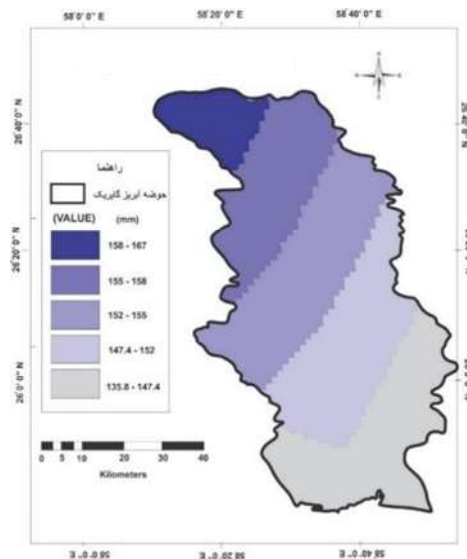 58°0'0" E
58°20'0" E
58°40'0" E
26°40'0" N
26°20'0" N
26°0'0" N
راهنما
حوضه آبریز گابریک
(VALUE) (mm)
158 - 167
155 - 158
152 - 155
147.4 - 152
135.8 - 147.4
0 5 10 20 30 40
Kilometers
58°0'0" E
58°20'0" E
58°40'0" E